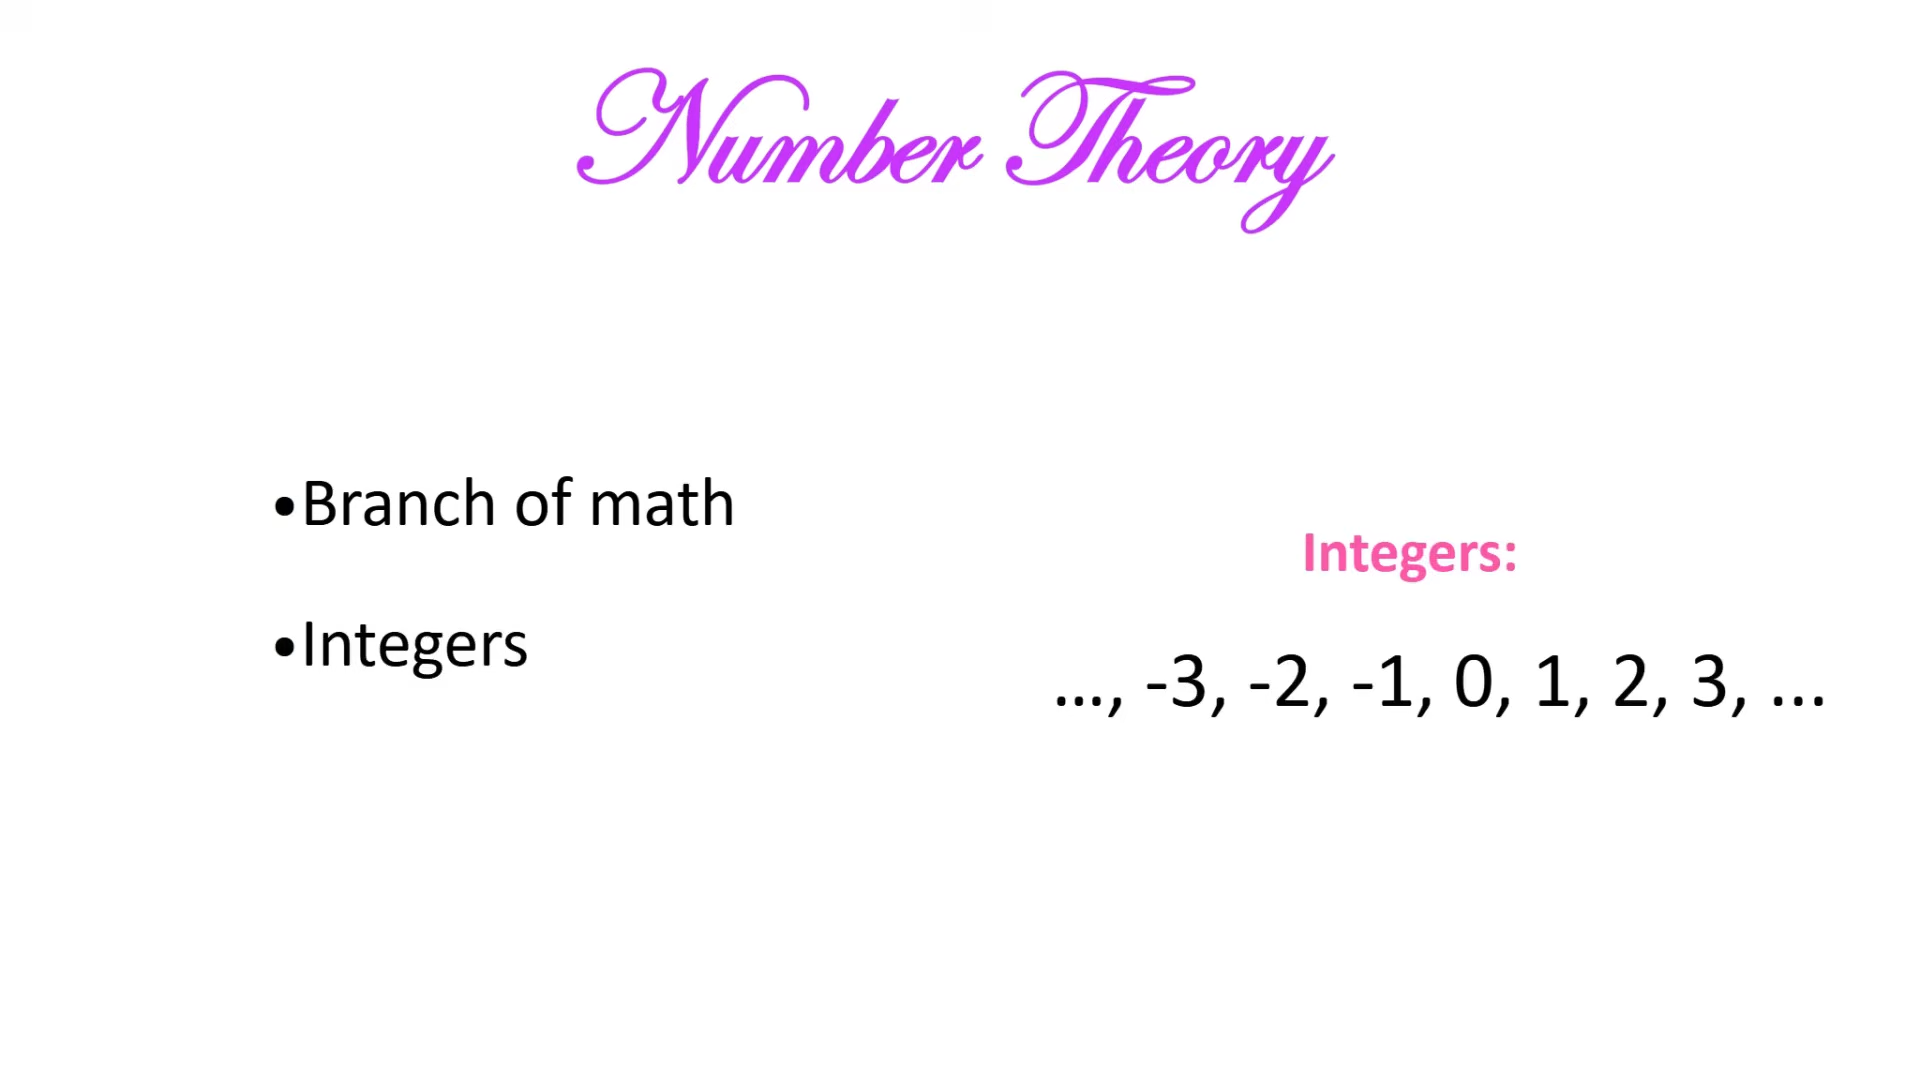 Number Theory
•Branch of math
•Integers
Integers:
..., -3, -2, -1, 0, 1, 2, 3, ...